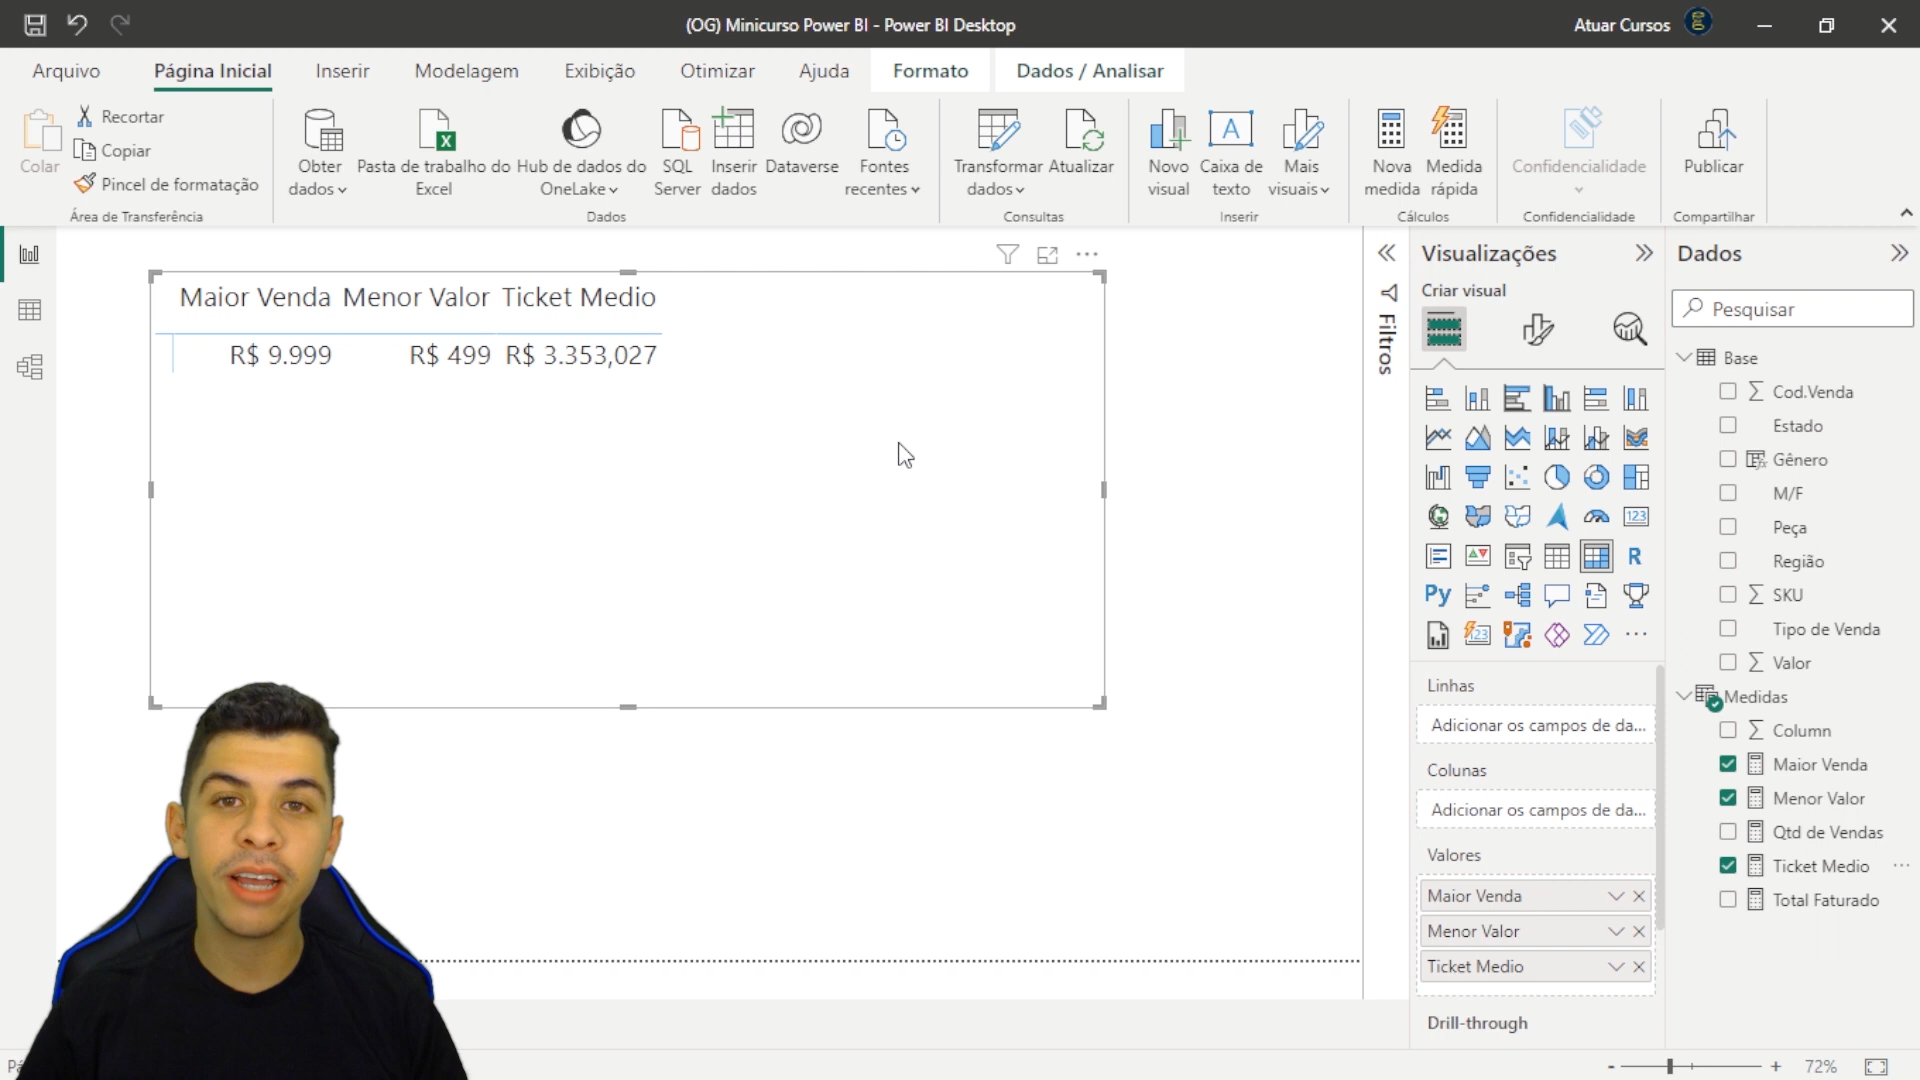 (OG) Minicurso Power BI - Power BI Desktop
Atuar Cursos
Arquivo
Página Inicial
Inserir
Modelagem
Exibição
Otimizar
Ajuda
Formato
Dados / Analisar
Colar
Recortar
Copiar
Pincel de formatação
Área de Transferência
Obter
dados
Pasta de trabalho do
Excel
Hub de dados do
OneLake
SQL
Server
Inserir
dados
Dataverse
Fontes
recentes
Dados
Transformar
dados
Atualizar
Consultas
Novo
visual
Caixa de
texto
Mais
visuais
Inserir
Nova
medida
Medida
rápida
Cálculos
Confidencialidade
Confidencialidade
Publicar
Compartilhar
Maior Venda Menor Valor Ticket Medio
R$ 9.999 R$ 499 R$ 3.353,027
Filtros
Visualizações
Criar visual
123
R
Py
123
Linhas
Adicionar os campos de da...
Colunas
Adicionar os campos de da...
Valores
Maior Venda
Menor Valor
Ticket Medio
Drill-through
Dados
Pesquisar
Base
Cod.Venda
Estado
Gênero
M/F
Peça
Região
SKU
Tipo de Venda
Valor
Medidas
Column
Maior Venda
Menor Valor
Qtd de Vendas
Ticket Medio
Total Faturado
72%